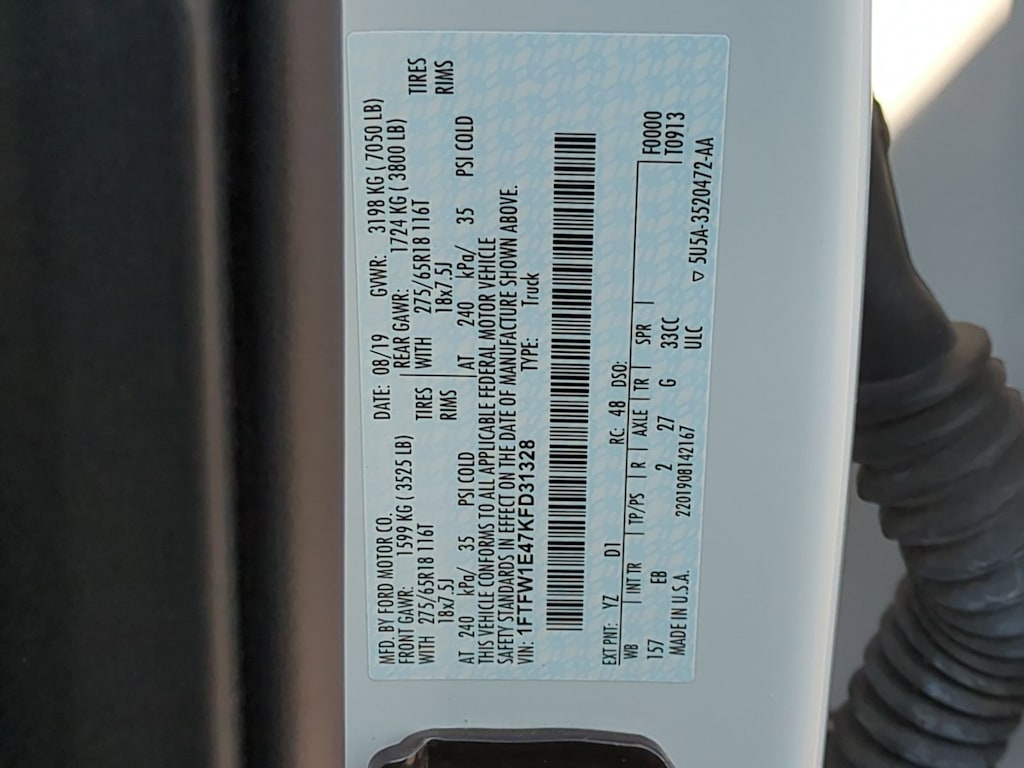 MFD. BY FORD MOTOR CO.
DATE: 08/19 GVWR: 3198 KG ( 7050 LB)
FRONT GAWR: 1599 KG ( 3525 LB) REAR GAWR: 1724 KG ( 3800 LB)
WITH 275/65R18 116T TIRES WITH 275/65R18 116T TIRES
18x7.5J RIMS 18x7.5J RIMS
AT 240 kPa/ 35 PSI COLD AT 240 kPa/ 35 PSI COLD
THIS VEHICLE CONFORMS TO ALL APPLICABLE FEDERAL MOTOR VEHICLE
SAFETY STANDARDS IN EFFECT ON THE DATE OF MANUFACTURE SHOWN ABOVE.
VIN: 1FTFW1E47KFD31328 TYPE: Truck
EXT PNT: YZ D1 RC: 48 DSO: F0000
WB INT TR TP/PS R AXLE TR SPR T0913
157 EB 2 27 G 33CC
MADE IN U.S.A. 220190814​2167 ULC ▽ 5U5A-3520472-AA